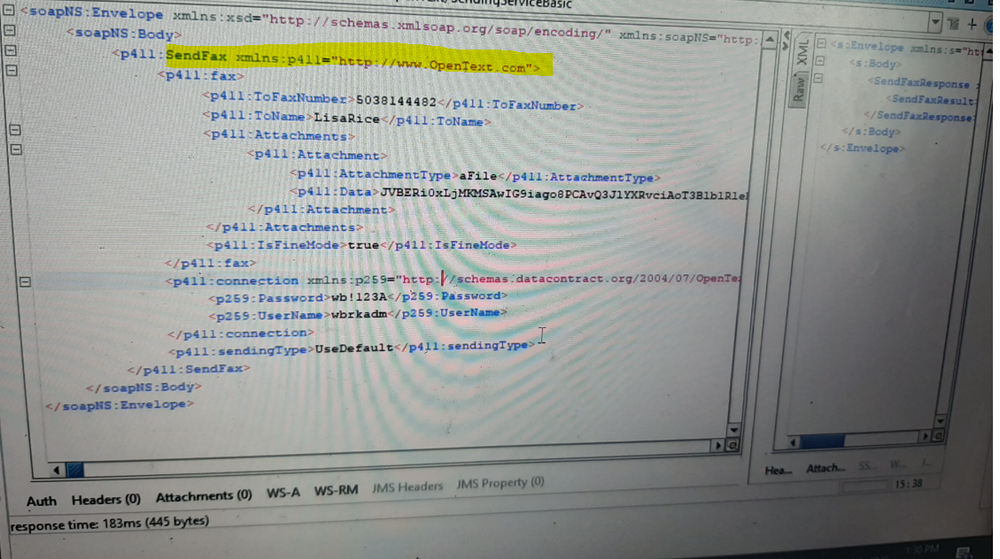 SendingServiceBasic
<soapNS:Envelope xmlns:xsd="http://schemas.xmlsoap.org/soap/encoding/" xmlns:soapNS="http:
<soapNS:Body>
<p411:SendFax xmlns:p411="http://www.OpenText.com">
<p411:fax>
<p411:ToFaxNumber>5038144482</p411:ToFaxNumber>
<p411:ToName>LisaRice</p411:ToName>
<p411:Attachments>
<p411:Attachment>
<p411:AttachmentType>aFile</p411:AttachmentType>
<p411:Data>JVBERi0xLjMKMSAwIG9iago8PCAvQ3J1YXRvciAoT3BlblRleH
</p411:Attachment>
</p411:Attachments>
<p411:IsFineMode>true</p411:IsFineMode>
</p411:fax>
<p411:connection xmlns:p259="http://schemas.datacontract.org/2004/07/OpenTe
<p259:Password>wb!123A</p259:Password>
<p259:UserName>wbrkadm</p259:UserName>
</p411:connection>
<p411:sendingType>UseDefault</p411:sendingType>
</p411:SendFax>
</soapNS:Body>
</soapNS:Envelope>
XML
Raw
<s:Envelope xmlns:s="ht
<s:Body>
<SendFaxResponse
<SendFaxResult
</SendFaxResponse
</s:Body>
</s:Envelope>
Auth Headers (0) Attachments (0) WS-A WS-RM JMS Headers JMS Property (0)
Hea... Attach... SS... W... J...
response time: 183ms (445 bytes)
15:38
1:30 PM